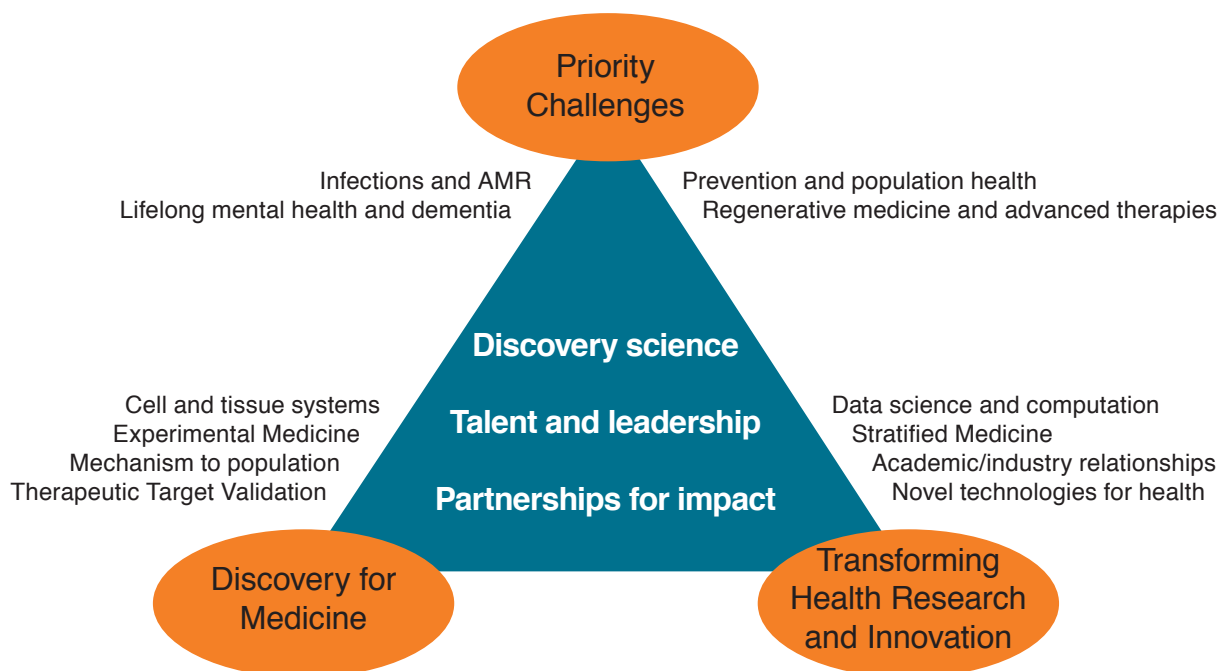 Priority
Challenges
Infections and AMR
Lifelong mental health and dementia
Prevention and population health
Regenerative medicine and advanced therapies
Discovery science
Talent and leadership
Partnerships for impact
Cell and tissue systems
Experimental Medicine
Mechanism to population
Therapeutic Target Validation
Data science and computation
Stratified Medicine
Academic/industry relationships
Novel technologies for health
Discovery for
Medicine
Transforming
Health Research
and Innovation